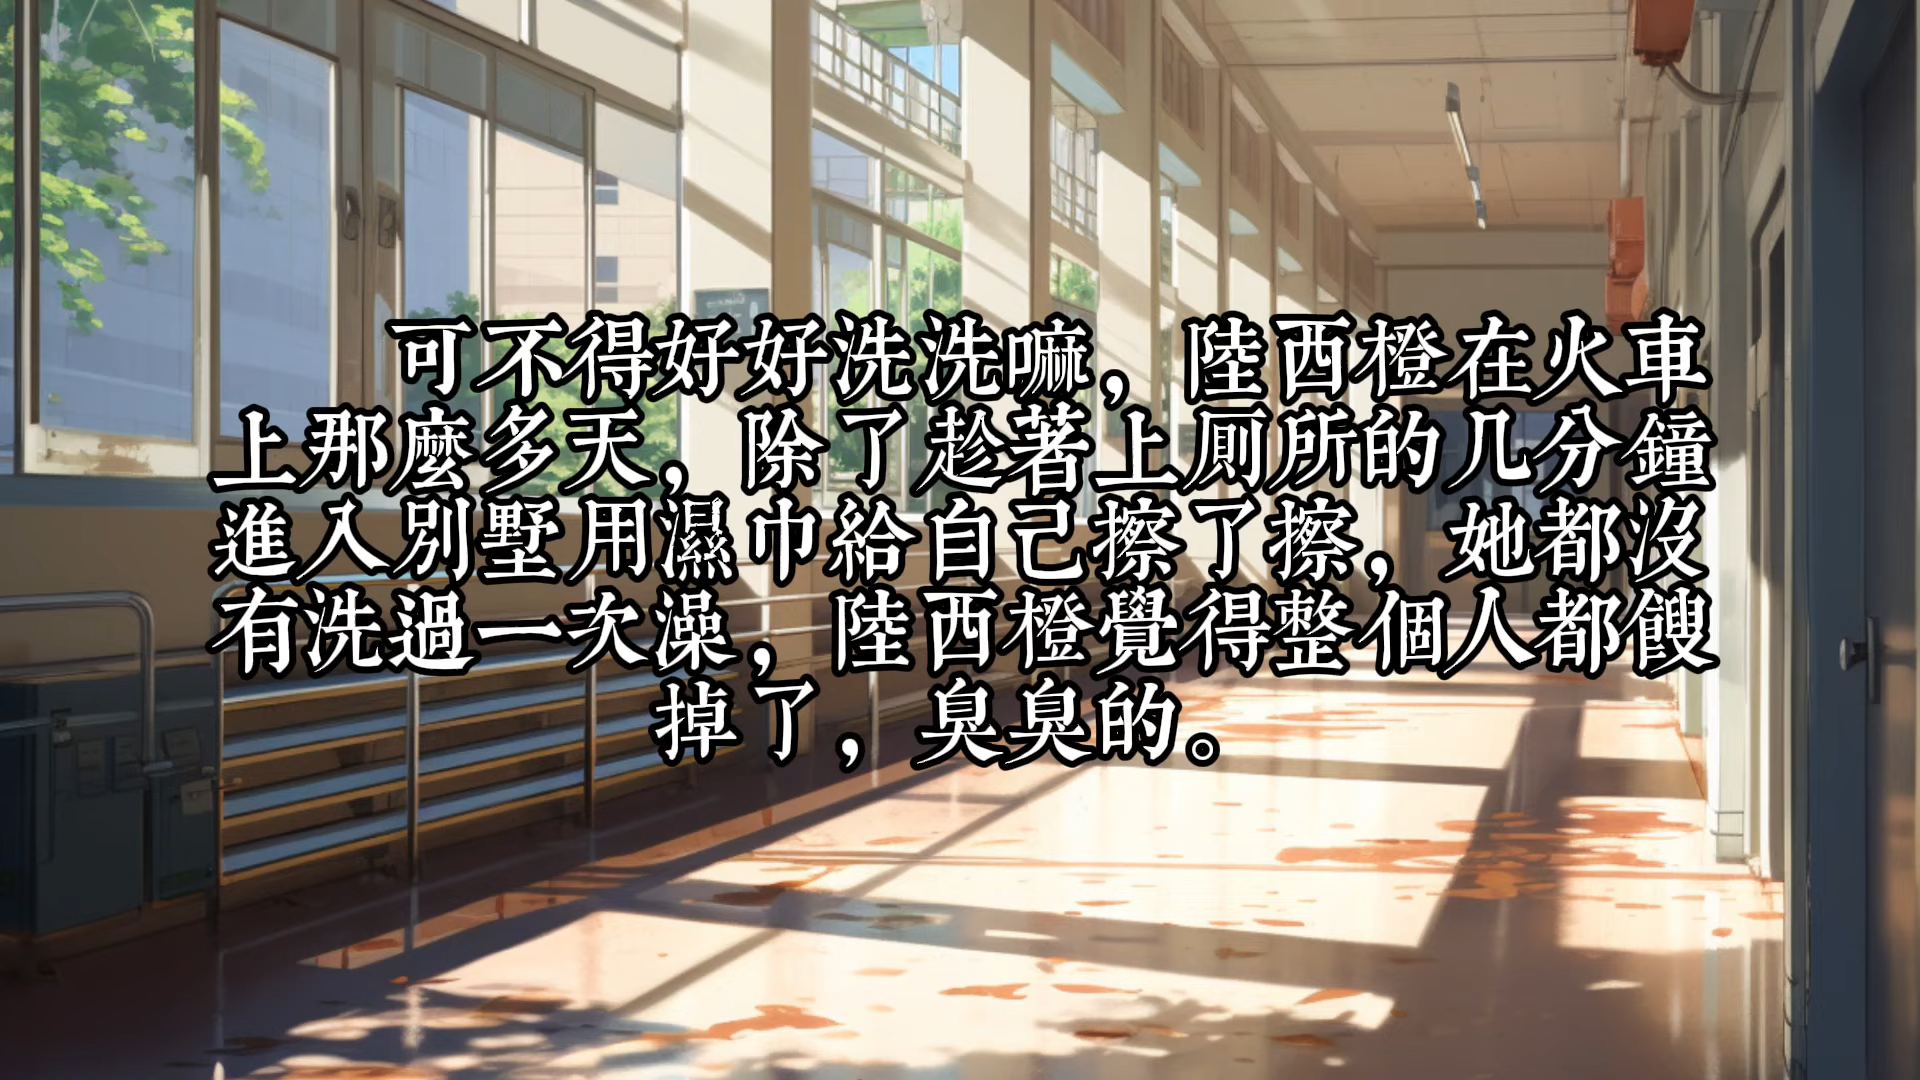 可不得好好洗洗嘛，陸西橙在火車
上那麼多天，除了趁著上厕所的几分鐘
進入別墅用濕巾給自己擦了擦，她都沒
有洗過一次澡，陸西橙覺得整個人都餿
掉了，臭臭的。